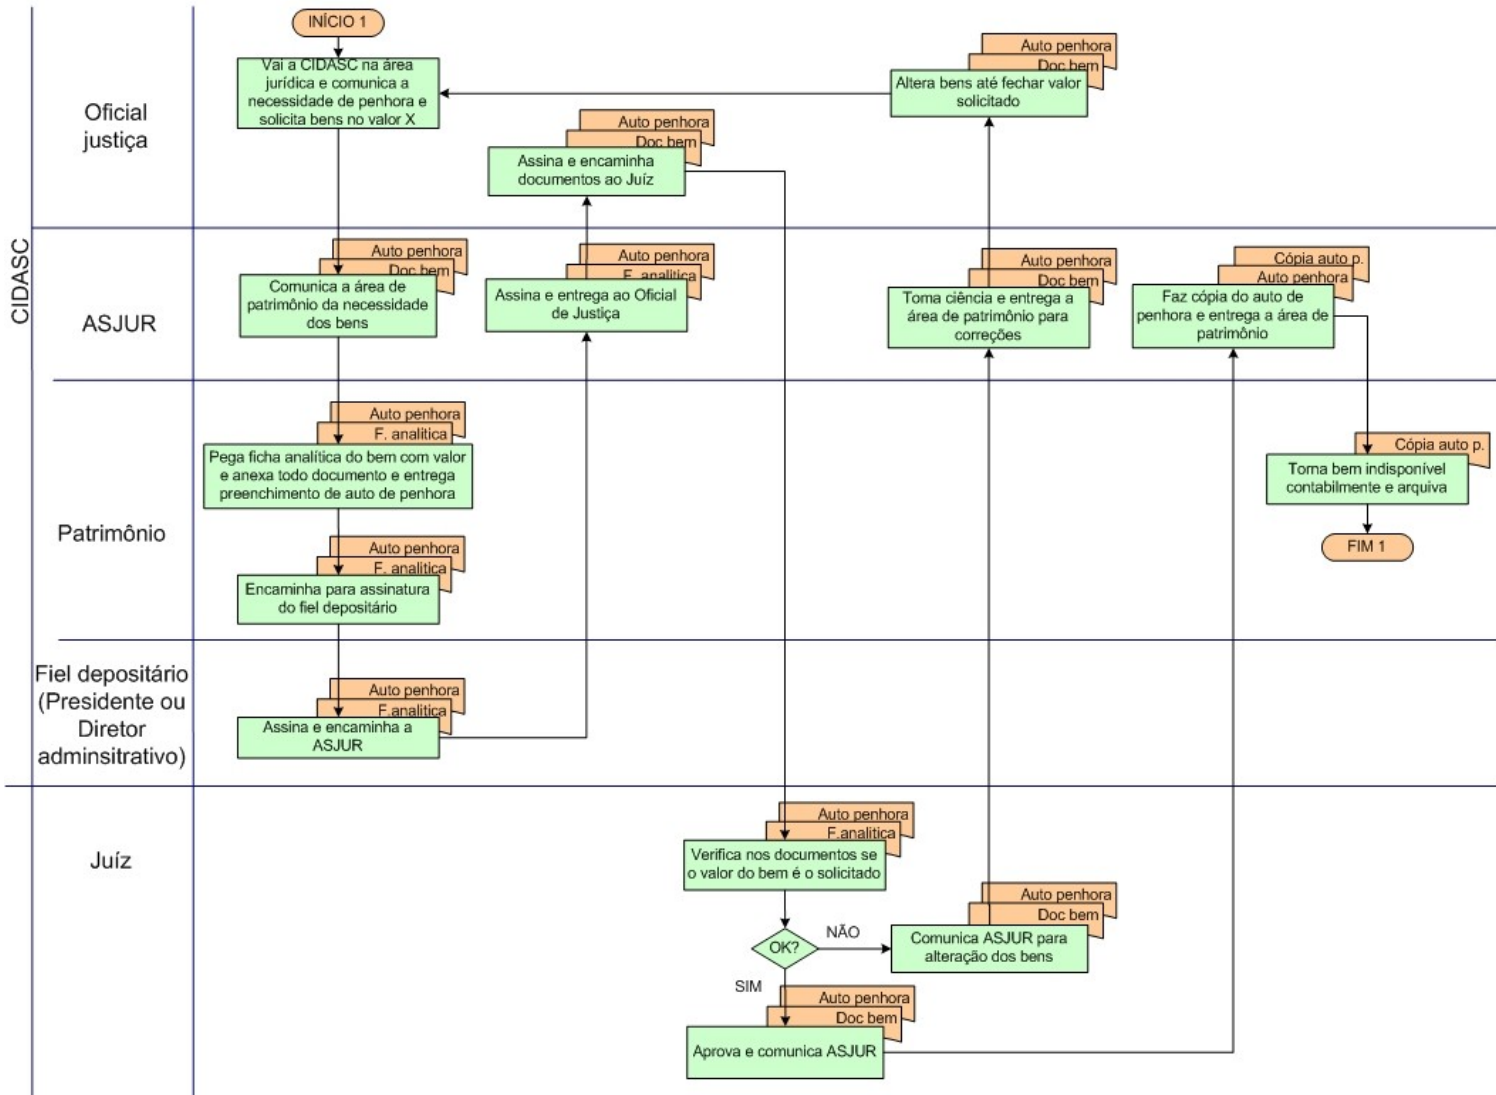 INÍCIO 1
Vai a CIDASC na área
jurídica e comunica a
necessidade de penhora e
solicita bens no valor X
Auto penhora
Doc bem
Altera bens até fechar valor
solicitado
Oficial
justiça
Auto penhora
Doc bem
Assina e encaminha
documentos ao Juíz
CIDASC
ASJUR
Auto penhora
Doc bem
Comunica a área de
patrimônio da necessidade
dos bens
Auto penhora
F. analítica
Assina e entrega ao Oficial
de Justiça
Auto penhora
Doc bem
Toma ciência e entrega a
área de patrimônio para
correções
Cópia auto p.
Auto penhora
Faz cópia do auto de
penhora e entrega a área de
patrimônio
Patrimônio
Auto penhora
F. analítica
Pega ficha analítica do bem com valor
e anexa todo documento e entrega
preenchimento de auto de penhora
Auto penhora
F. analítica
Encaminha para assinatura
do fiel depositário
Cópia auto p.
Torna bem indisponível
contabilmente e arquiva
FIM 1
Fiel depositário
(Presidente ou
Diretor
adminsitrativo)
Auto penhora
F.analitica
Assina e encaminha a
ASJUR
Juíz
Auto penhora
F.analitica
Verifica nos documentos se
o valor do bem é o solicitado
OK?
NÃO
SIM
Auto penhora
Doc bem
Comunica ASJUR para
alteração dos bens
Auto penhora
Doc bem
Aprova e comunica ASJUR